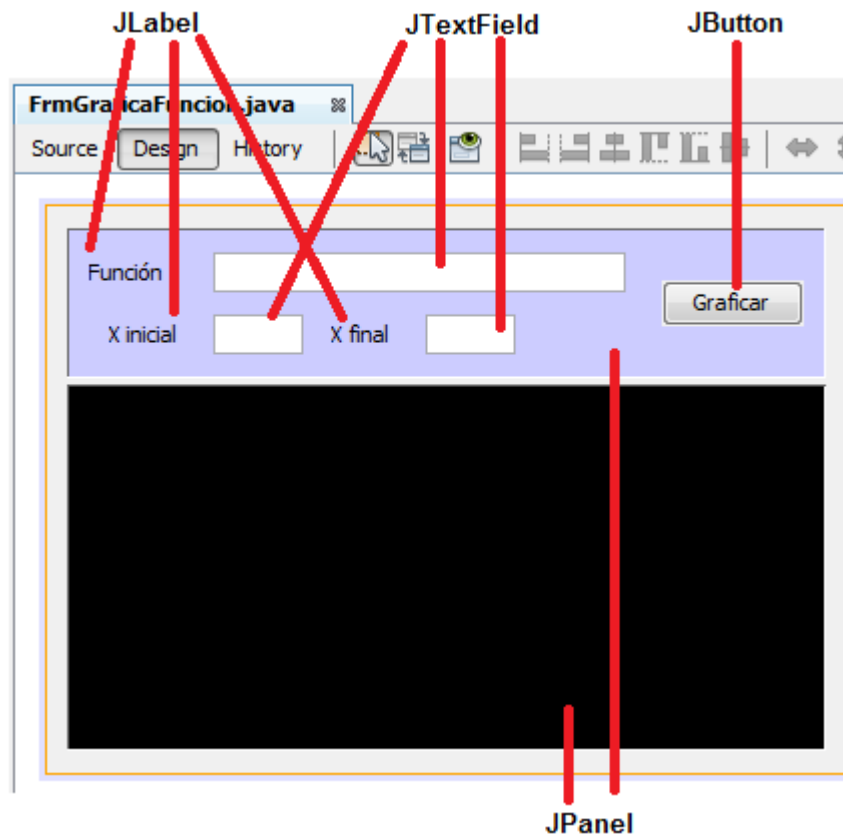 JLabel JTextField JButton
FrmGraficaFuncion.java
Source Design History
Función
Graficar
X inicial X final
JPanel